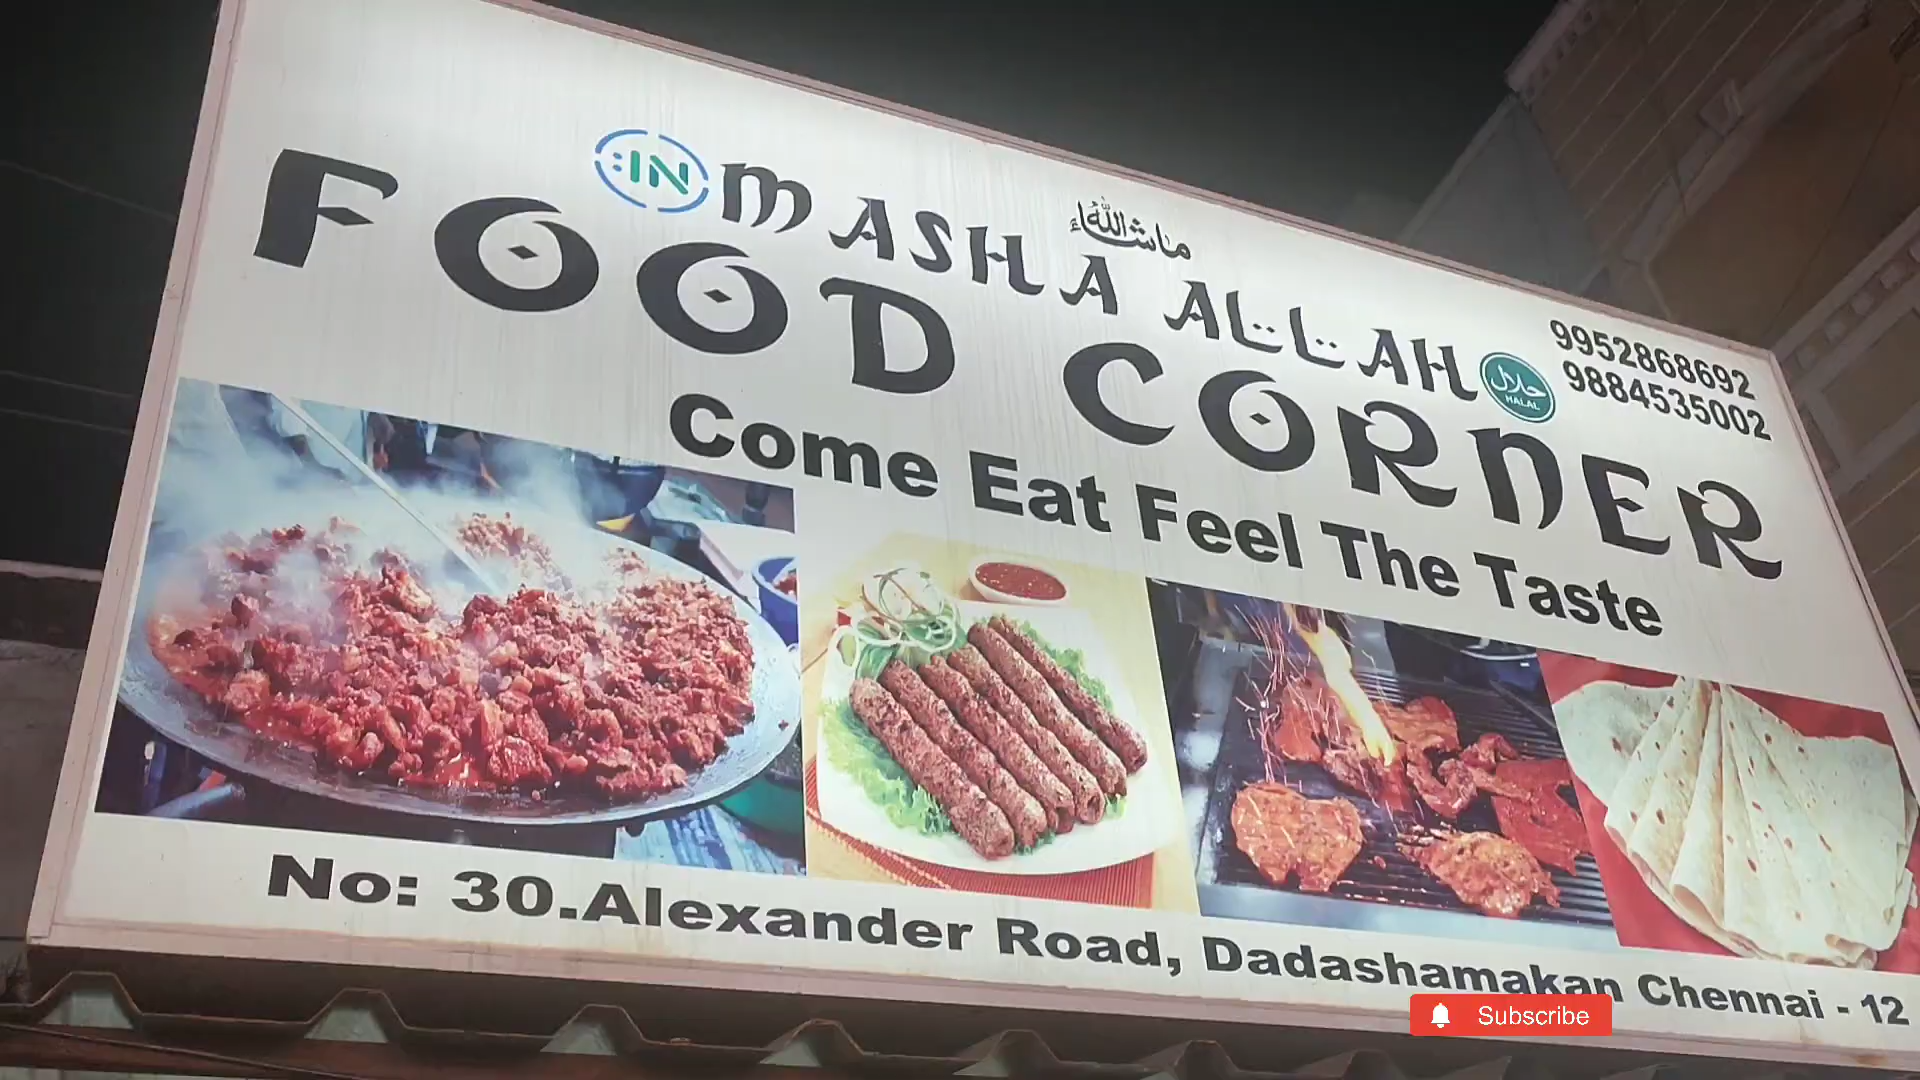 :IN
ماشاءالله
MASHA ALLAH
9952868692
9884535002
حلال
HALAL
FOOD CORNER
Come Eat Feel The Taste
No: 30.Alexander Road, Dadashamakan Chennai - 12
Subscribe